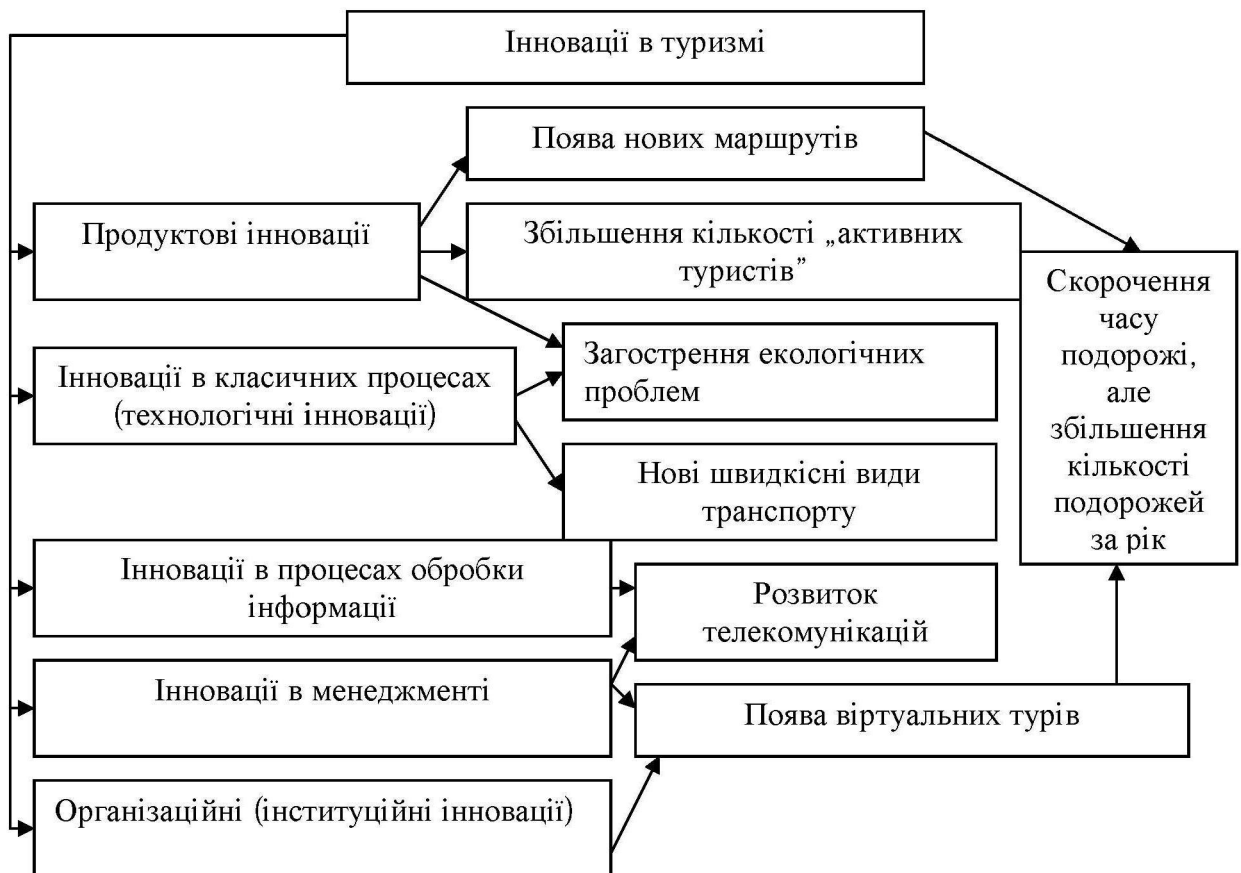 Інновації в туризмі
Поява нових маршрутів
Продуктові інновації
Збільшення кількості „активних
туристів”
Скорочення
часу
подорожі,
але
збільшення
кількості
подорожей
за рік
Інновації в класичних процесах
(технологічні інновації)
Загострення екологічних
проблем
Нові швидкісні види
транспорту
Інновації в процесах обробки
інформації
Розвиток
телекомунікацій
Інновації в менеджменті
Поява віртуальних турів
Організаційні (інституційні інновації)